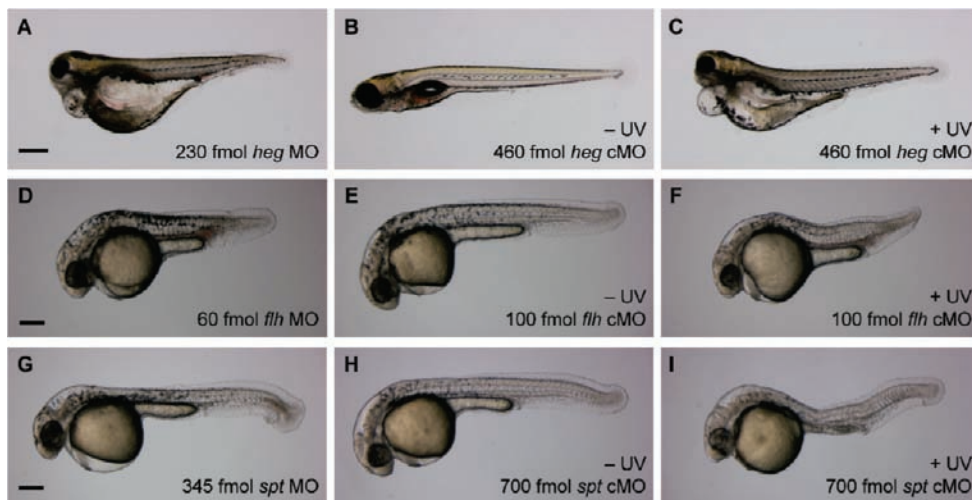 A
230 fmol heg MO
B
– UV
460 fmol heg cMO
C
+ UV
460 fmol heg cMO
D
60 fmol flh MO
E
– UV
100 fmol flh cMO
F
+ UV
100 fmol flh cMO
G
345 fmol spt MO
H
– UV
700 fmol spt cMO
I
+ UV
700 fmol spt cMO